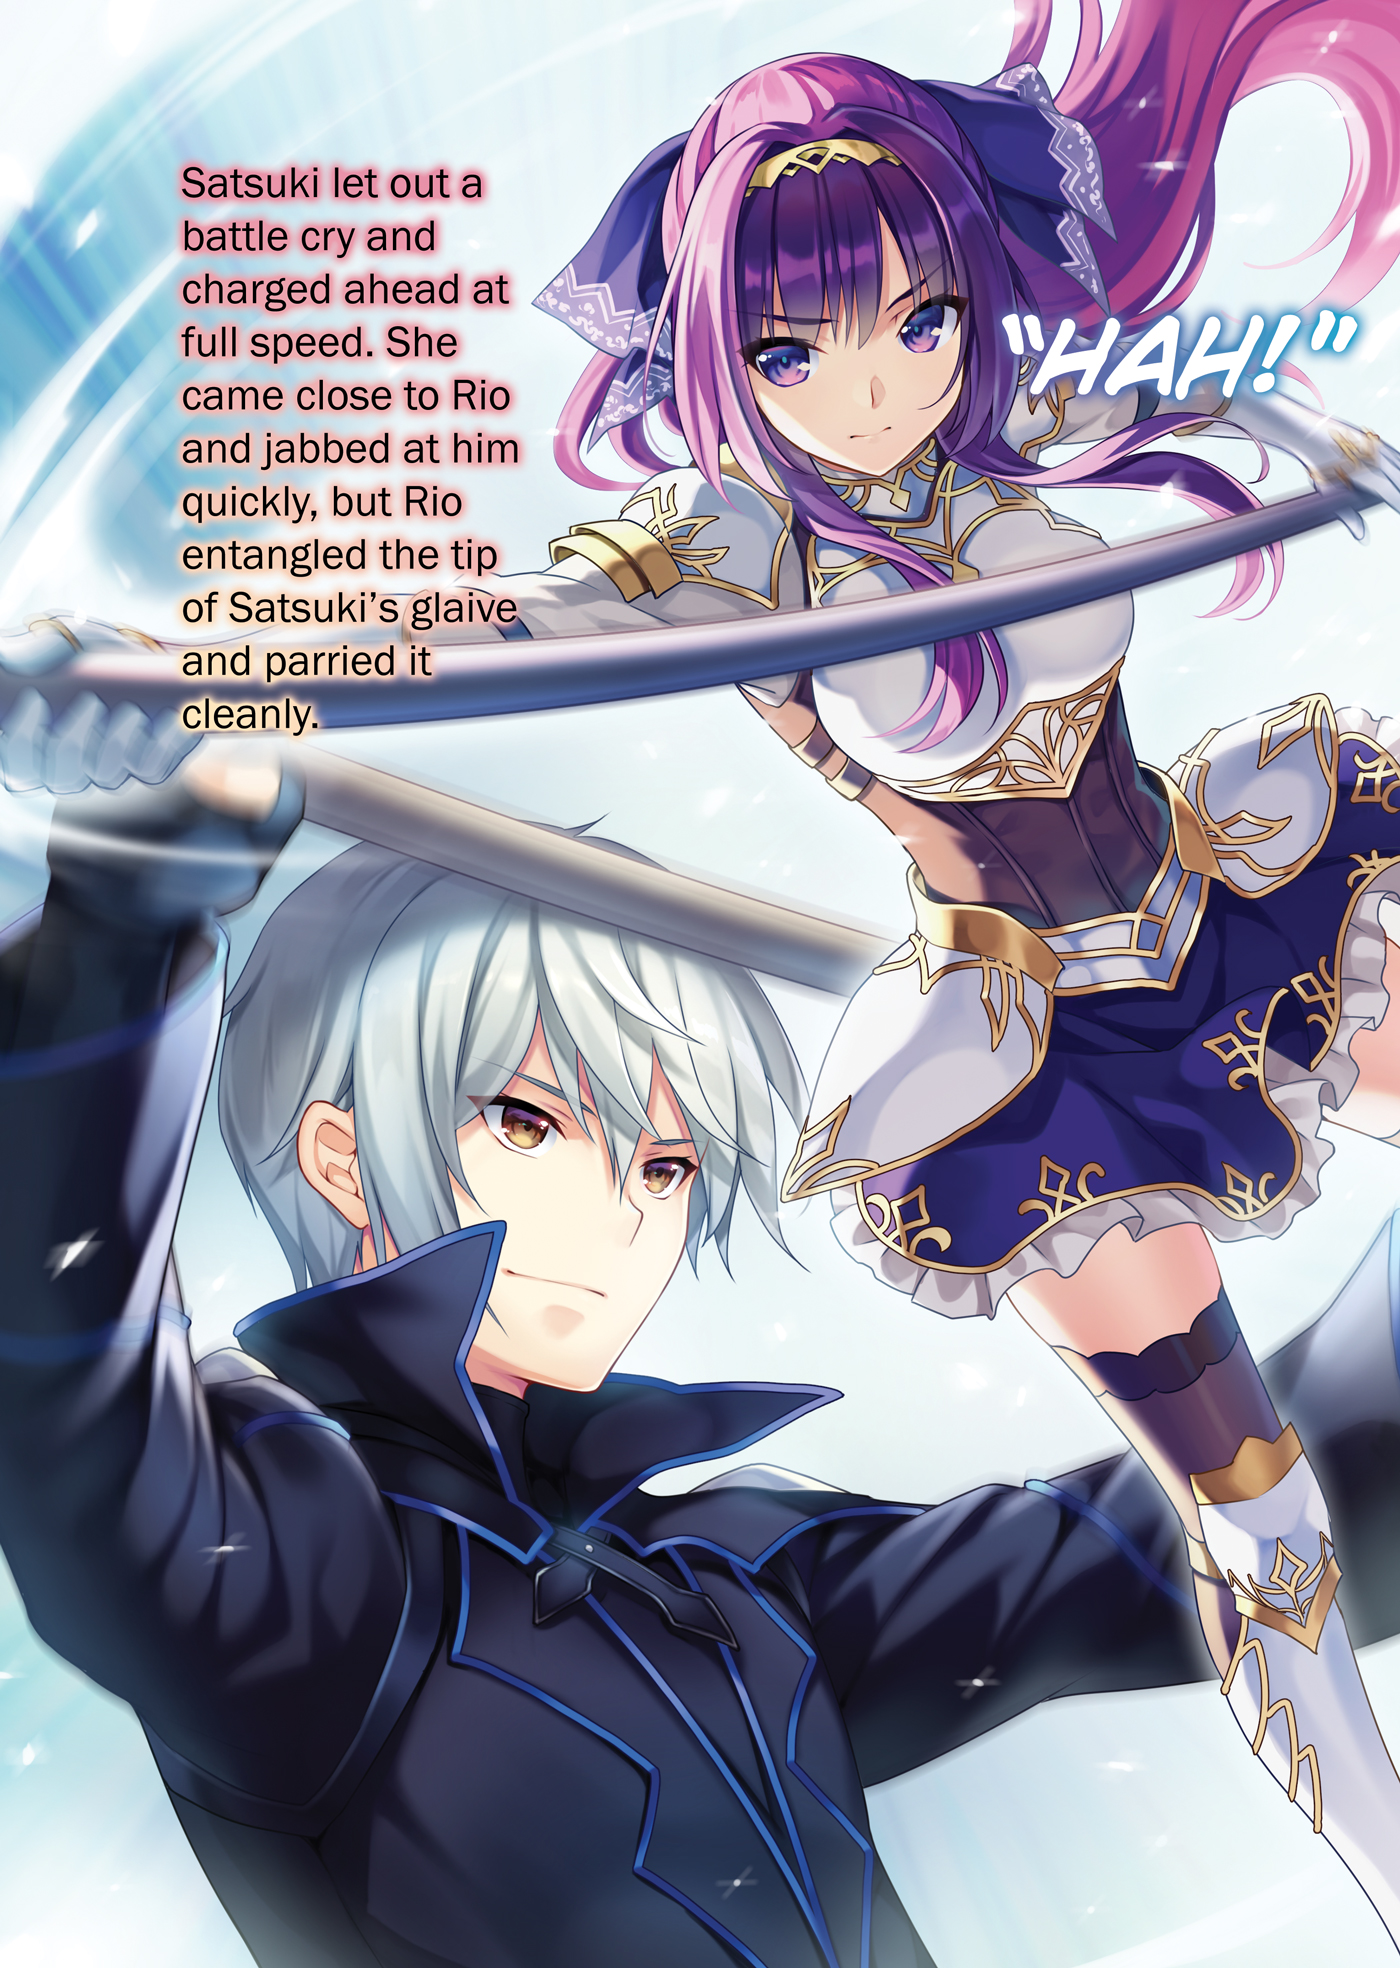 Satsuki let out a
battle cry and
charged ahead at
full speed. She
came close to Rio
and jabbed at him
quickly, but Rio
entangled the tip
of Satsuki’s glaive
and parried it
cleanly.
“HAH!”